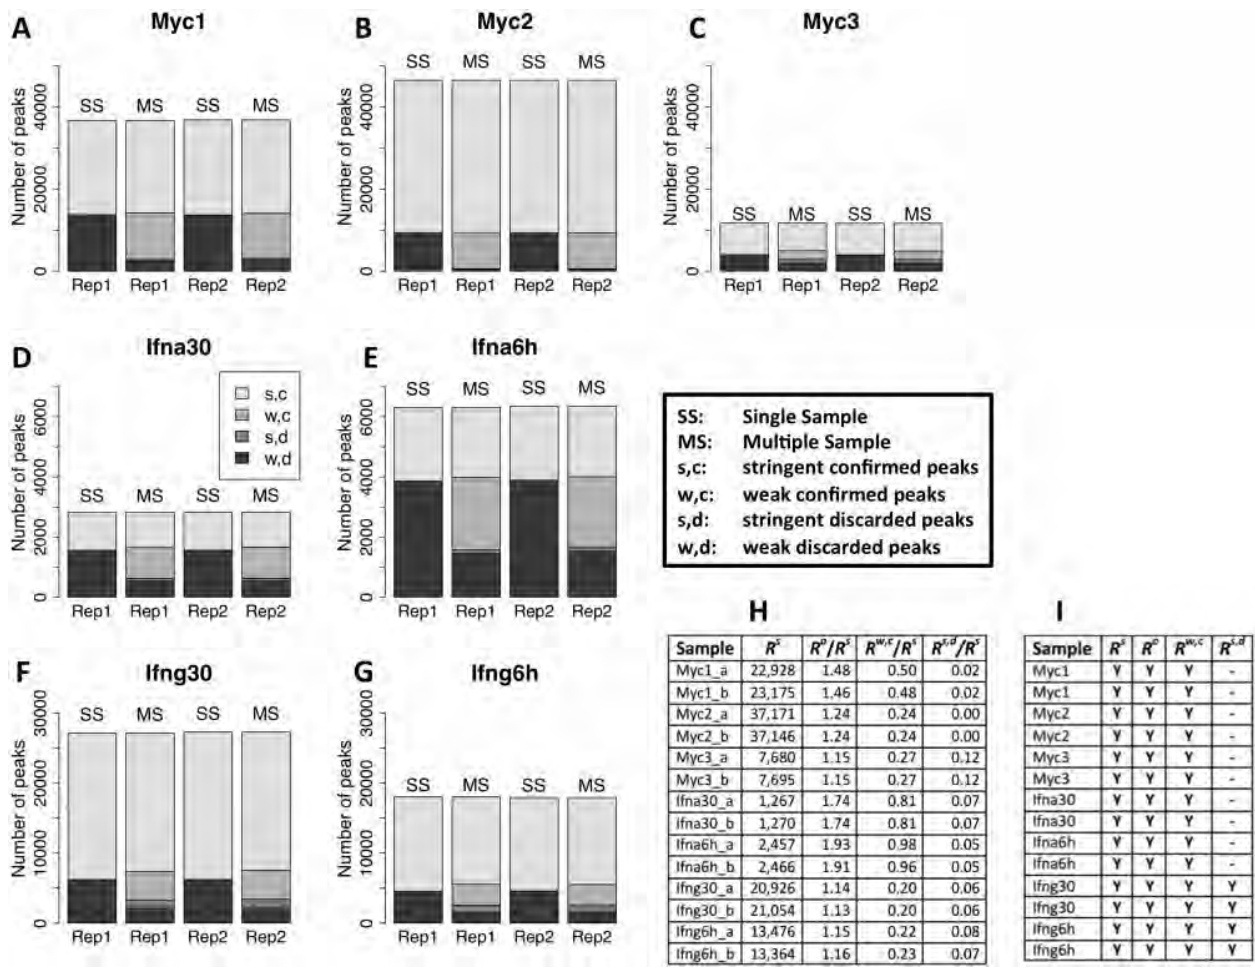 A Myc1
Number of peaks
0 20000 40000
SS MS SS MS
Rep1 Rep1 Rep2 Rep2
B Myc2
Number of peaks
0 20000 40000
SS MS SS MS
Rep1 Rep1 Rep2 Rep2
C Myc3
Number of peaks
0 20000 40000
SS MS SS MS
Rep1 Rep1 Rep2 Rep2
D Ifna30
Number of peaks
0 2000 4000 6000
s,c
w,c
s,d
w,d
SS MS SS MS
Rep1 Rep1 Rep2 Rep2
E Ifna6h
Number of peaks
0 2000 4000 6000
SS MS SS MS
Rep1 Rep1 Rep2 Rep2
SS: Single Sample
MS: Multiple Sample
s,c: stringent confirmed peaks
w,c: weak confirmed peaks
s,d: stringent discarded peaks
w,d: weak discarded peaks
F Ifng30
Number of peaks
0 10000 20000 30000
SS MS SS MS
Rep1 Rep1 Rep2 Rep2
G Ifng6h
Number of peaks
0 10000 20000 30000
SS MS SS MS
Rep1 Rep1 Rep2 Rep2
H
Sample R^s R^o/R^s R^w,c/R^s R^s,d/R^s
Myc1_a 22,928 1.48 0.50 0.02
Myc1_b 23,175 1.46 0.48 0.02
Myc2_a 37,171 1.24 0.24 0.00
Myc2_b 37,146 1.24 0.24 0.00
Myc3_a 7,680 1.15 0.27 0.12
Myc3_b 7,695 1.15 0.27 0.12
Ifna30_a 1,267 1.74 0.81 0.07
Ifna30_b 1,270 1.74 0.81 0.07
Ifna6h_a 2,457 1.93 0.98 0.05
Ifna6h_b 2,466 1.91 0.96 0.05
Ifng30_a 20,926 1.14 0.20 0.06
Ifng30_b 21,054 1.13 0.20 0.06
Ifng6h_a 13,476 1.15 0.22 0.08
Ifng6h_b 13,364 1.16 0.23 0.07
I
Sample R^s R^o R^w,c R^s,d
Myc1 Y Y Y -
Myc1 Y Y Y -
Myc2 Y Y Y -
Myc2 Y Y Y -
Myc3 Y Y Y -
Myc3 Y Y Y -
Ifna30 Y Y Y -
Ifna30 Y Y Y -
Ifna6h Y Y Y -
Ifna6h Y Y Y -
Ifng30 Y Y Y Y
Ifng30 Y Y Y Y
Ifng6h Y Y Y Y
Ifng6h Y Y Y Y